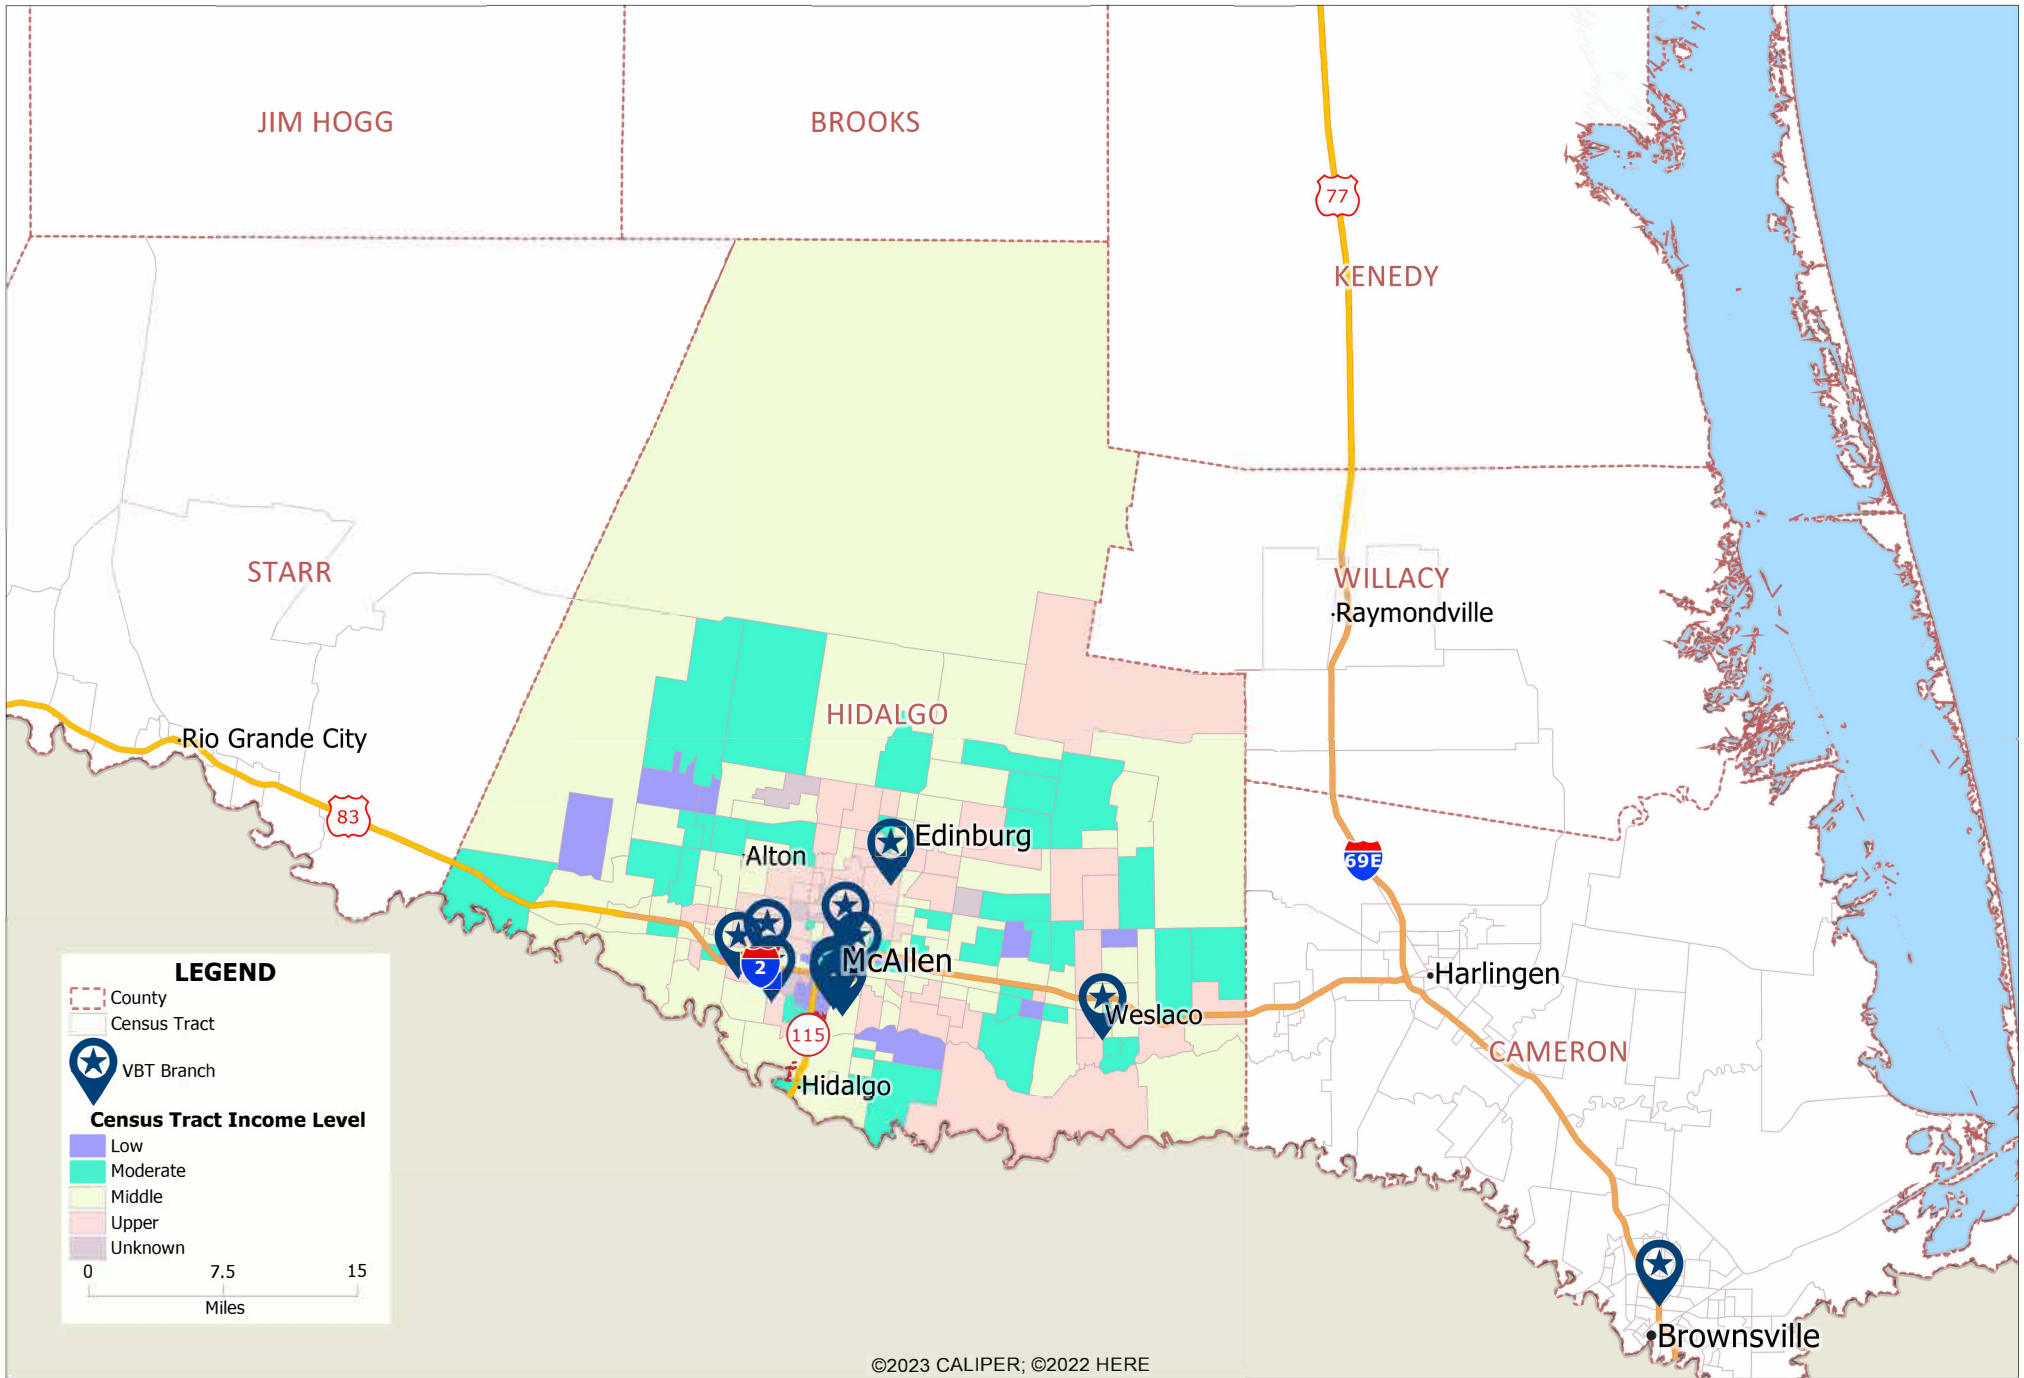 JIM HOGG
BROOKS
77
KENEDY
STARR
WILLACY
Raymondville
HIDALGO
Rio Grande City
83
Edinburg
Alton
69E
2
McAllen
Harlingen
Weslaco
115
CAMERON
Hidalgo
Brownsville
LEGEND
County
Census Tract
VBT Branch
Census Tract Income Level
Low
Moderate
Middle
Upper
Unknown
0 7.5 15
Miles
©2023 CALIPER; ©2022 HERE